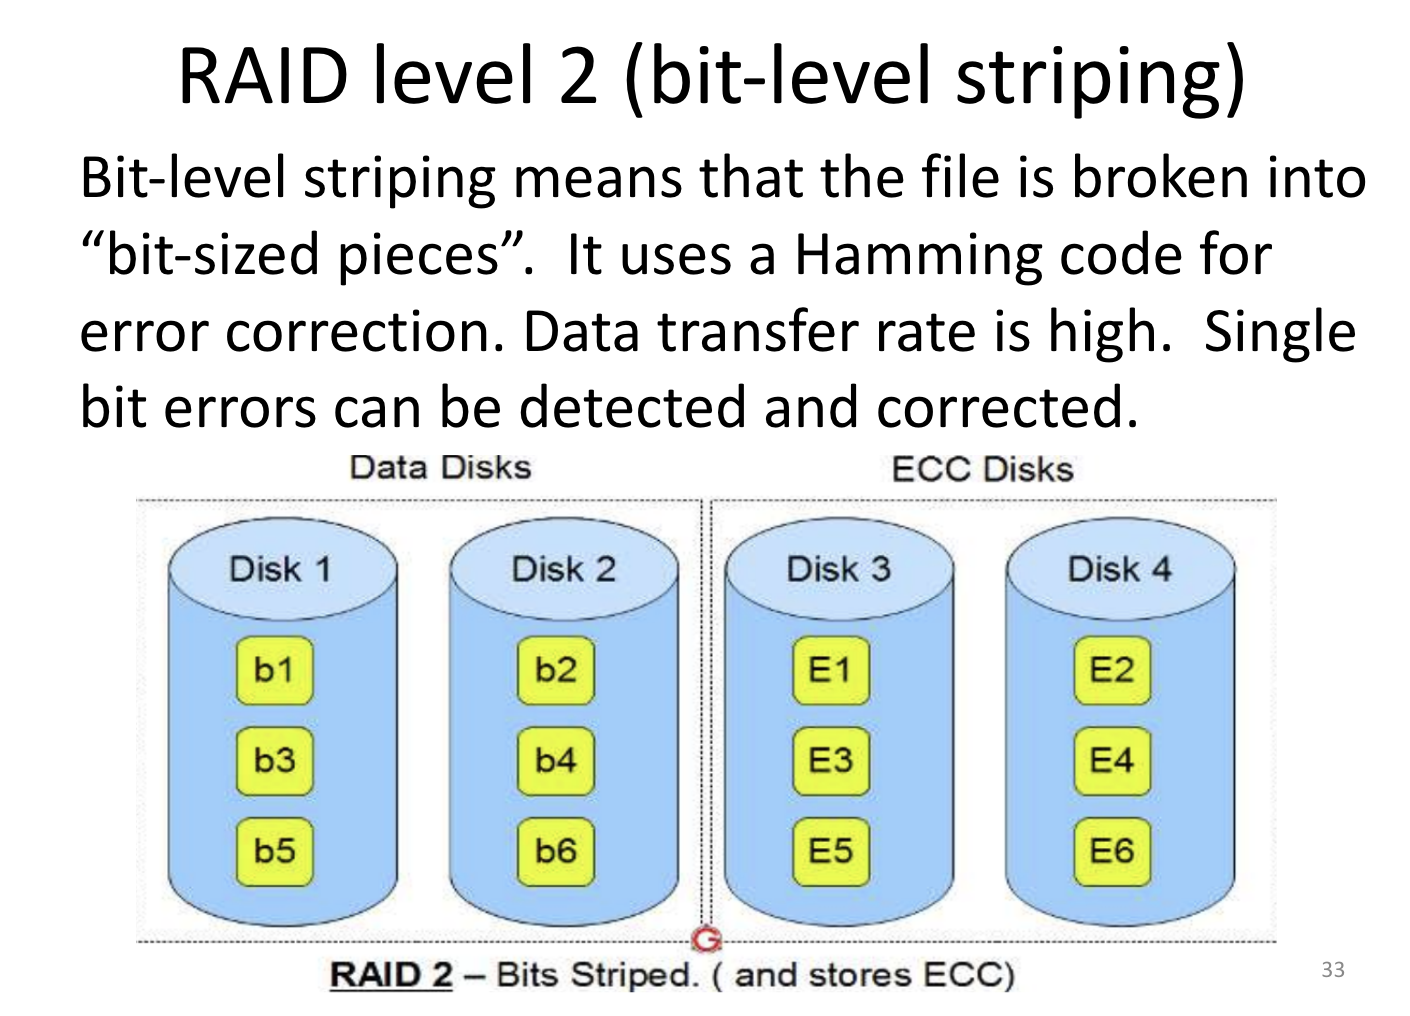 RAID level 2 (bit-level striping)
Bit-level striping means that the file is broken into
“bit-sized pieces”.  It uses a Hamming code for
error correction. Data transfer rate is high.  Single
bit errors can be detected and corrected.
Data Disks
ECC Disks
Disk 1
Disk 2
Disk 3
Disk 4
b1
b2
E1
E2
b3
b4
E3
E4
b5
b6
E5
E6
G
RAID 2 – Bits Striped. ( and stores ECC)
33